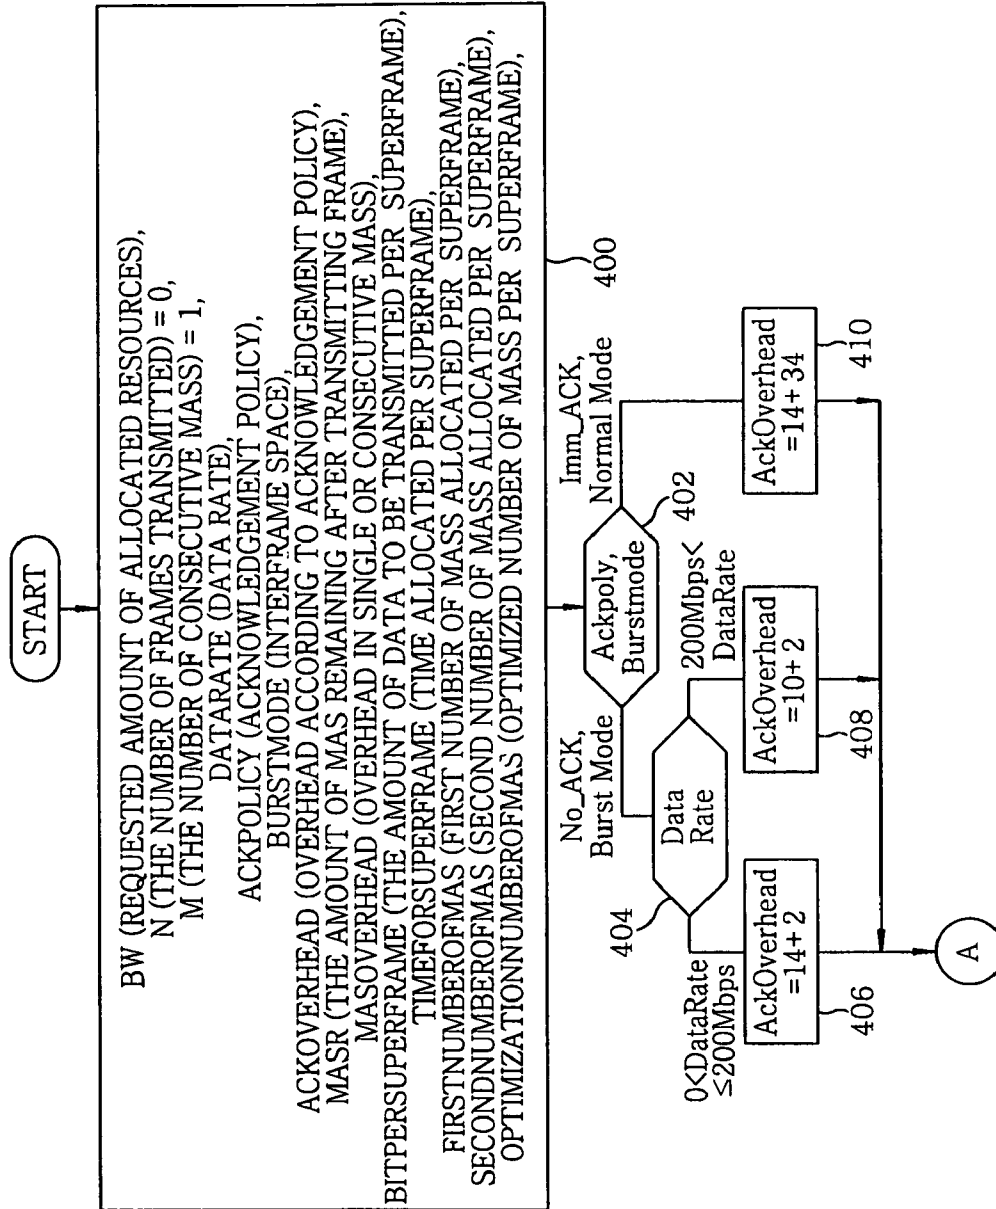 START
BW (REQUESTED AMOUNT OF ALLOCATED RESOURCES),
N (THE NUMBER OF FRAMES TRANSMITTED) = 0,
M (THE NUMBER OF CONSECUTIVE MASS) = 1,
DATARATE (DATA RATE),
ACKPOLICY (ACKNOWLEDGEMENT POLICY),
BURSTMODE (INTERFRAME SPACE),
ACKOVERHEAD (OVERHEAD ACCORDING TO ACKNOWLEDGEMENT POLICY),
MASR (THE AMOUNT OF MAS REMAINING AFTER TRANSMITTING FRAME),
MASOVERHEAD (OVERHEAD IN SINGLE OR CONSECUTIVE MASS),
BITPERSUPERFRAME (THE AMOUNT OF DATA TO BE TRANSMITTED PER SUPERFRAME),
TIMEFORSUPERFRAME (TIME ALLOCATED PER SUPERFRAME),
FIRSTNUMBEROFMAS (FIRST NUMBER OF MASS ALLOCATED PER SUPERFRAME),
SECONDNUMBEROFMAS (SECOND NUMBER OF MASS ALLOCATED PER SUPERFRAME),
OPTIMIZATIONNUMBEROFMAS (OPTIMIZED NUMBER OF MASS PER SUPERFRAME),
400
Ackpoly,
Burstmode
402
No_ACK,
Burst Mode
Imm_ACK,
Normal Mode
Data
Rate
404
0<DataRate
≤200Mbps
200Mbps<
DataRate
AckOverhead
=14+2
406
AckOverhead
=10+2
408
AckOverhead
=14+34
410
A